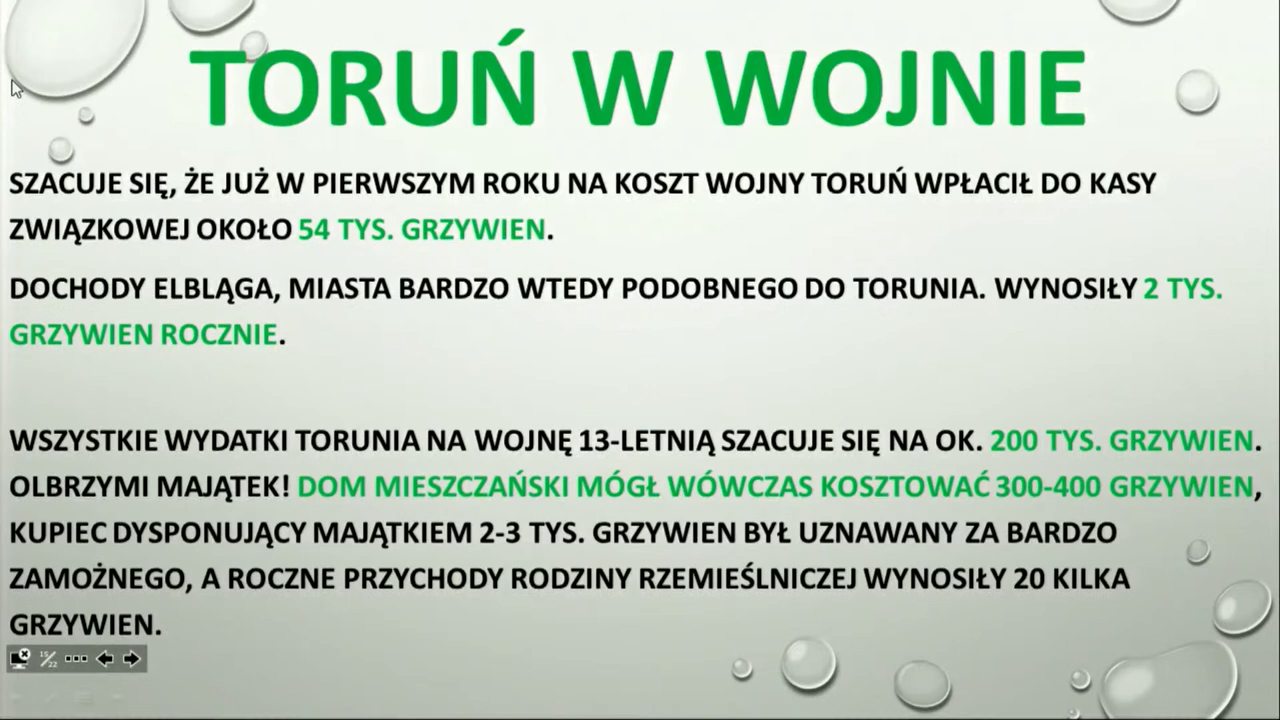 TORUŃ W WOJNIE
SZACUJE SIĘ, ŻE JUŻ W PIERWSZYM ROKU NA KOSZT WOJNY TORUŃ WPŁACIŁ DO KASY
ZWIĄZKOWEJ OKOŁO 54 TYS. GRZYWIEN.
DOCHODY ELBLĄGA, MIASTA BARDZO WTEDY PODOBNEGO DO TORUNIA. WYNOSIŁY 2 TYS.
GRZYWIEN ROCZNIE.
WSZYSTKIE WYDATKI TORUNIA NA WOJNĘ 13-LETNIĄ SZACUJE SIĘ NA OK. 200 TYS. GRZYWIEN.
OLBRZYMI MAJĄTEK! DOM MIESZCZAŃSKI MÓGŁ WÓWCZAS KOSZTOWAĆ 300-400 GRZYWIEN,
KUPIEC DYSPONUJĄCY MAJĄTKIEM 2-3 TYS. GRZYWIEN BYŁ UZNAWANY ZA BARDZO
ZAMOŻNEGO, A ROCZNE PRZYCHODY RODZINY RZEMIEŚLNICZEJ WYNOSIŁY 20 KILKA
GRZYWIEN.
15/22